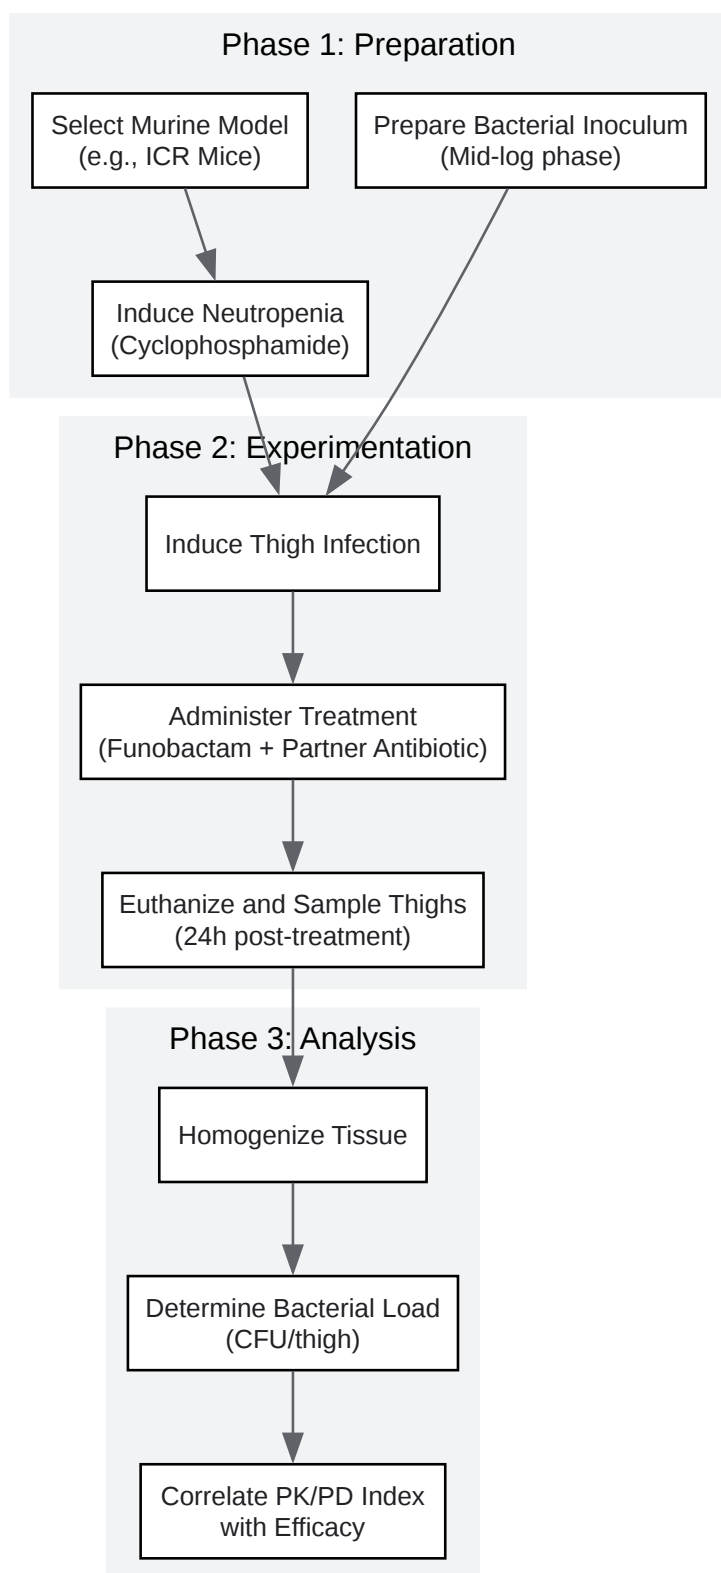 Phase 1: Preparation
Select Murine Model
(e.g., ICR Mice)
Prepare Bacterial Inoculum
(Mid-log phase)
Induce Neutropenia
(Cyclophosphamide)
Phase 2: Experimentation
Induce Thigh Infection
Administer Treatment
(Funobactam + Partner Antibiotic)
Euthanize and Sample Thighs
(24h post-treatment)
Phase 3: Analysis
Homogenize Tissue
Determine Bacterial Load
(CFU/thigh)
Correlate PK/PD Index
with Efficacy